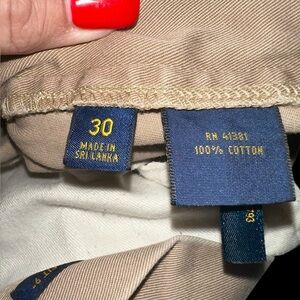 30
MADE IN
SRI LANKA
RN 41381
100% COTTON